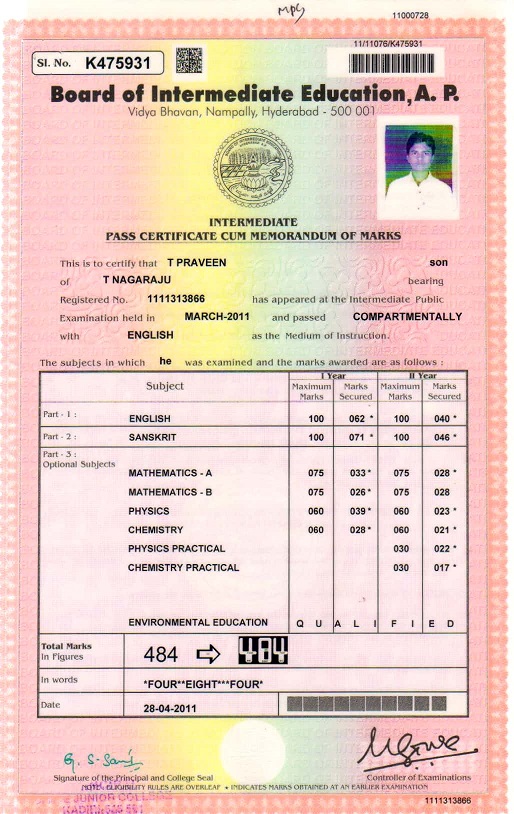 MPC
11000728
11/11076/K475931
Sl. No. K475931
Board of Intermediate Education, A. P.
Vidya Bhavan, Nampally, Hyderabad - 500 001
INTERMEDIATE
PASS CERTIFICATE CUM MEMORANDUM OF MARKS
This is to certify that T PRAVEEN son
of T NAGARAJU bearing
Registered No. 1111313866 has appeared at the Intermediate Public
Examination held in MARCH-2011 and passed COMPARTMENTALLY
with ENGLISH as the Medium of Instruction.
The subjects in which he was examined and the marks awarded are as follows :
Subject I Year II Year
Maximum Marks Marks Secured Maximum Marks Marks Secured
Part - 1 : ENGLISH 100 062 * 100 040 *
Part - 2 : SANSKRIT 100 071 * 100 046 *
Part - 3 :
Optional Subjects
MATHEMATICS - A 075 033 * 075 028 *
MATHEMATICS - B 075 026 * 075 028
PHYSICS 060 039 * 060 023 *
CHEMISTRY 060 028 * 060 021 *
PHYSICS PRACTICAL 030 022 *
CHEMISTRY PRACTICAL 030 017 *
ENVIRONMENTAL EDUCATION Q U A L I F I E D
Total Marks
In Figures 484 484
In words *FOUR**EIGHT***FOUR*
Date 28-04-2011
Signature of the Principal and College Seal Controller of Examinations
NOTE: ELIGIBILITY RULES ARE OVERLEAF * INDICATES MARKS OBTAINED AT AN EARLIER EXAMINATION
JUNIOR COLLEGE
1111313866